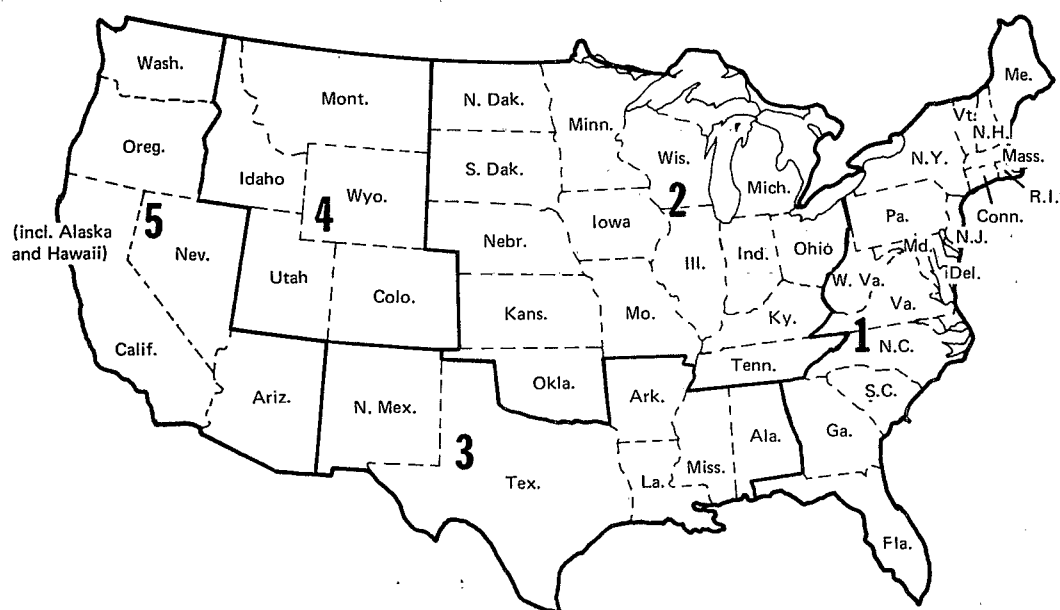 Wash.
Mont.
N. Dak.
Minn.
Me.
Vt.
N.H.
Oreg.
Idaho
Wyo.
S. Dak.
Wis.
Mich.
N.Y.
Mass.
R.I.
Conn.
4
2
5
(incl. Alaska
and Hawaii)
Nev.
Utah
Colo.
Nebr.
Iowa
Ill.
Ind.
Ohio
Pa.
N.J.
Md.
Del.
W. Va.
Va.
Calif.
Kans.
Mo.
Ky.
1
N.C.
Tenn.
Ariz.
N. Mex.
Okla.
Ark.
S.C.
3
Tex.
La.
Miss.
Ala.
Ga.
Fla.